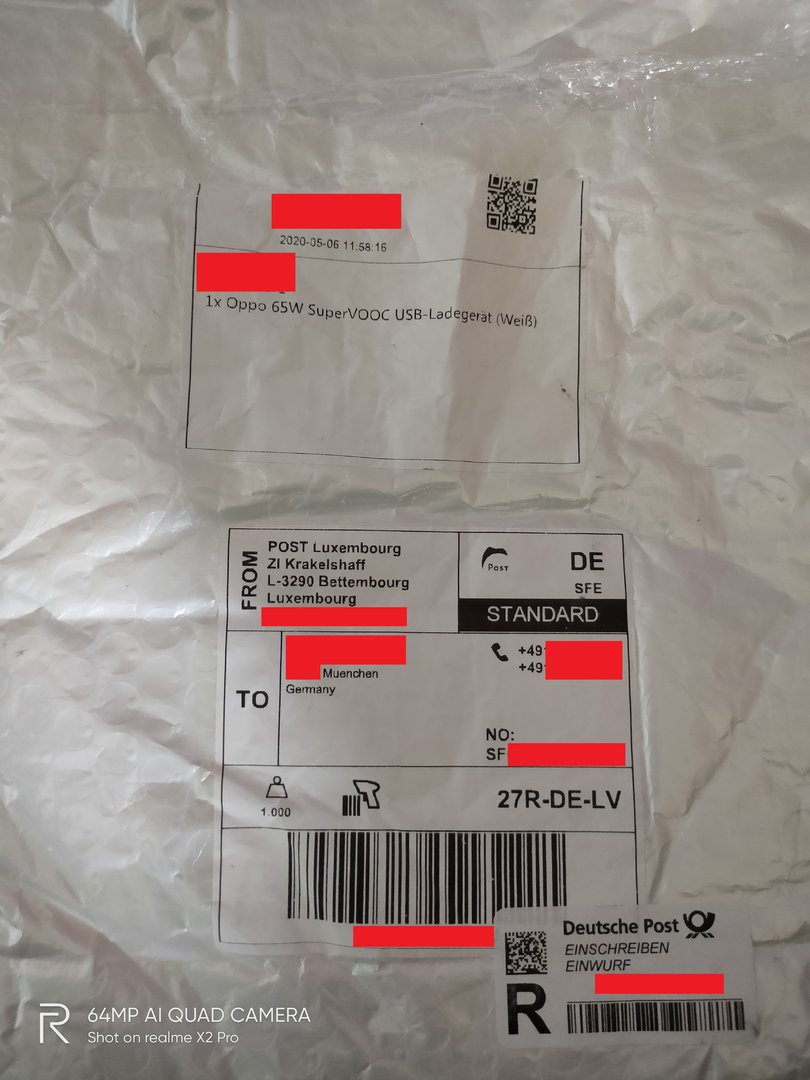 2020-05-06 11:58:16
1x Oppo 65W SuperVOOC USB-Ladegerät (Weiß)
FROM
POST Luxembourg
ZI Krakelshaff
L-3290 Bettembourg
Luxembourg
POST
DE
SFE
STANDARD
TO
Muenchen
Germany
+49
+49
NO:
SF
1.000
27R-DE-LV
Deutsche Post
EINSCHREIBEN
EINWURF
R
R
64MP AI QUAD CAMERA
Shot on realme X2 Pro